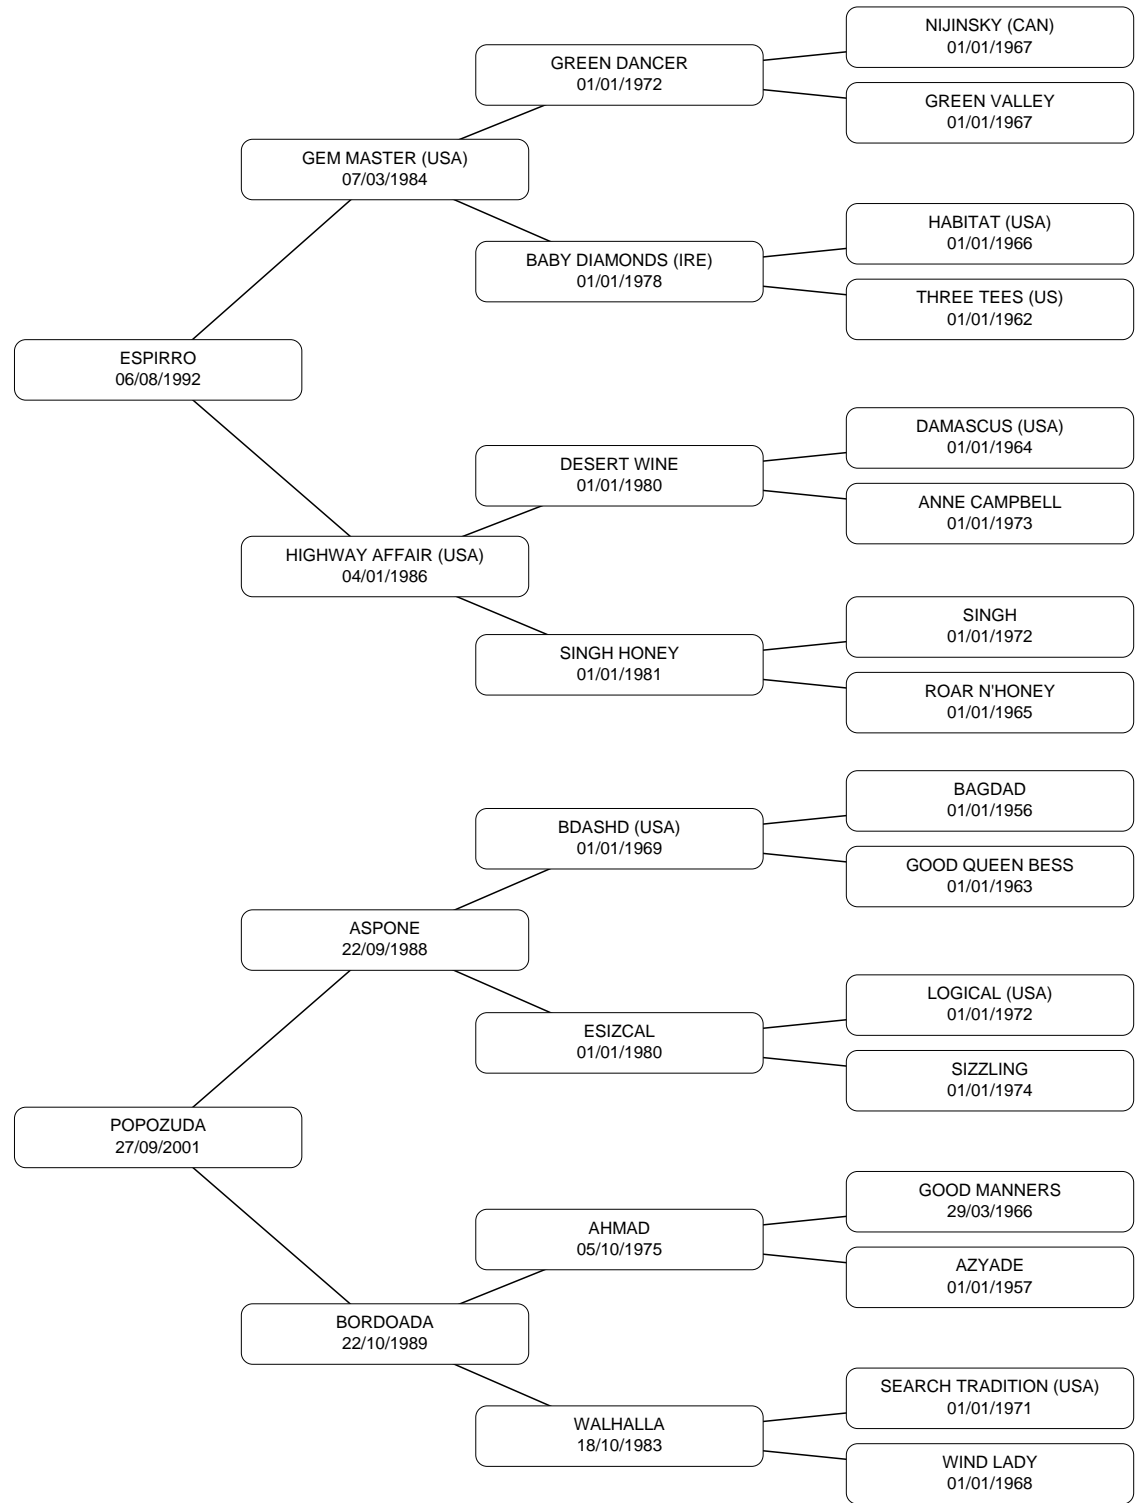 NIJINSKY (CAN)
01/01/1967
GREEN DANCER
01/01/1972
GREEN VALLEY
01/01/1967
GEM MASTER (USA)
07/03/1984
HABITAT (USA)
01/01/1966
BABY DIAMONDS (IRE)
01/01/1978
THREE TEES (US)
01/01/1962
ESPIRRO
06/08/1992
DAMASCUS (USA)
01/01/1964
DESERT WINE
01/01/1980
ANNE CAMPBELL
01/01/1973
HIGHWAY AFFAIR (USA)
04/01/1986
SINGH
01/01/1972
SINGH HONEY
01/01/1981
ROAR N'HONEY
01/01/1965
BAGDAD
01/01/1956
BDASHD (USA)
01/01/1969
GOOD QUEEN BESS
01/01/1963
ASPONE
22/09/1988
LOGICAL (USA)
01/01/1972
ESIZCAL
01/01/1980
SIZZLING
01/01/1974
POPOZUDA
27/09/2001
GOOD MANNERS
29/03/1966
AHMAD
05/10/1975
AZYADE
01/01/1957
BORDOADA
22/10/1989
SEARCH TRADITION (USA)
01/01/1971
WALHALLA
18/10/1983
WIND LADY
01/01/1968